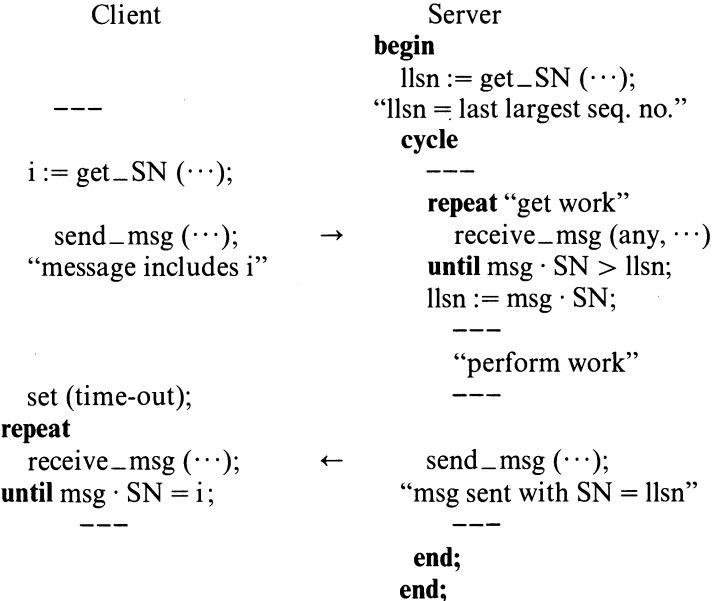 Client Server
begin
llsn := get_SN (···);
––– "llsn = last largest seq. no."
cycle
i := get_SN (···); –––
repeat "get work"
send_msg (···); → receive_msg (any, ···)
"message includes i" until msg · SN > llsn;
llsn := msg · SN;
–––
"perform work"
set (time-out); –––
repeat
receive_msg (···); ← send_msg (···);
until msg · SN = i; "msg sent with SN = llsn"
––– –––
end;
end;